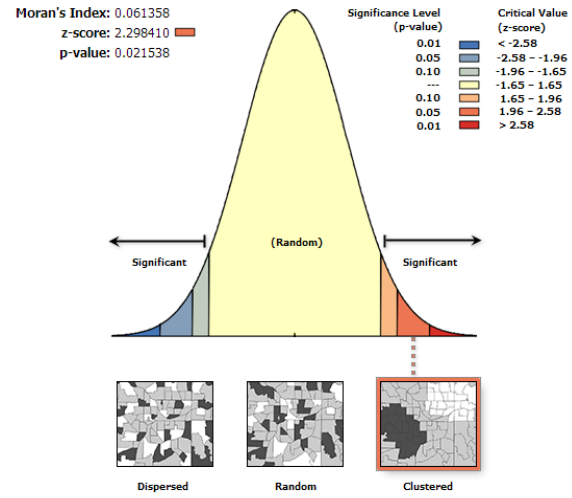 Moran's Index: 0.061358
z-score: 2.298410
p-value: 0.021538
Significance Level
(p-value)
Critical Value
(z-score)
0.01 < -2.58
0.05 -2.58 – -1.96
0.10 -1.96 – -1.65
--- -1.65 – 1.65
0.10 1.65 – 1.96
0.05 1.96 – 2.58
0.01 > 2.58
(Random)
Significant
Significant
Dispersed
Random
Clustered